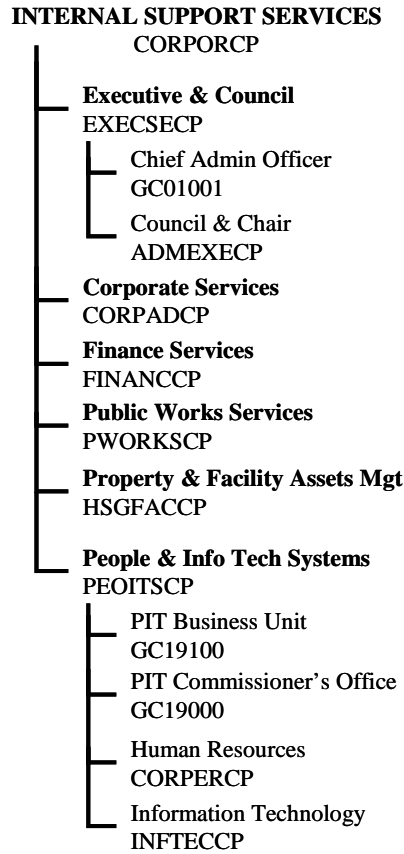 INTERNAL SUPPORT SERVICES
CORPORCP
Executive & Council
EXECSECP
Chief Admin Officer
GC01001
Council & Chair
ADMEXECP
Corporate Services
CORPADCP
Finance Services
FINANCCP
Public Works Services
PWORKSCP
Property & Facility Assets Mgt
HSGFACCP
People & Info Tech Systems
PEOITSCP
PIT Business Unit
GC19100
PIT Commissioner’s Office
GC19000
Human Resources
CORPERCP
Information Technology
INFTECCP